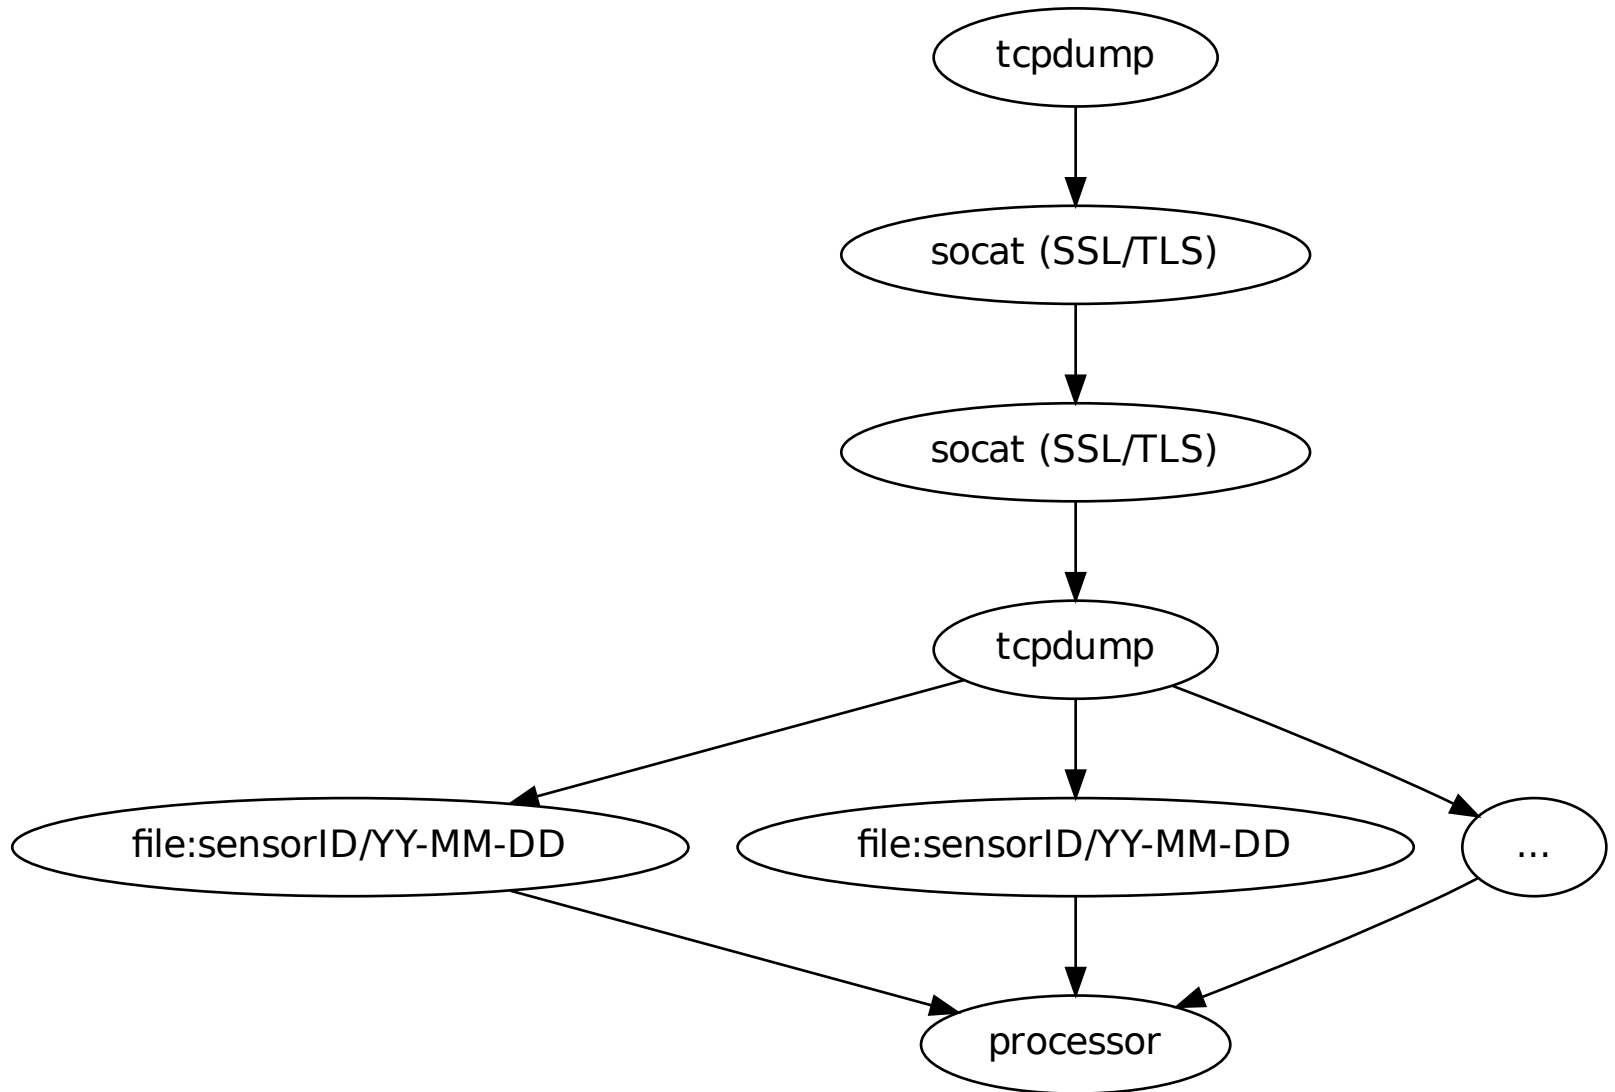 tcpdump
socat (SSL/TLS)
socat (SSL/TLS)
tcpdump
file:sensorID/YY-MM-DD
file:sensorID/YY-MM-DD
...
processor